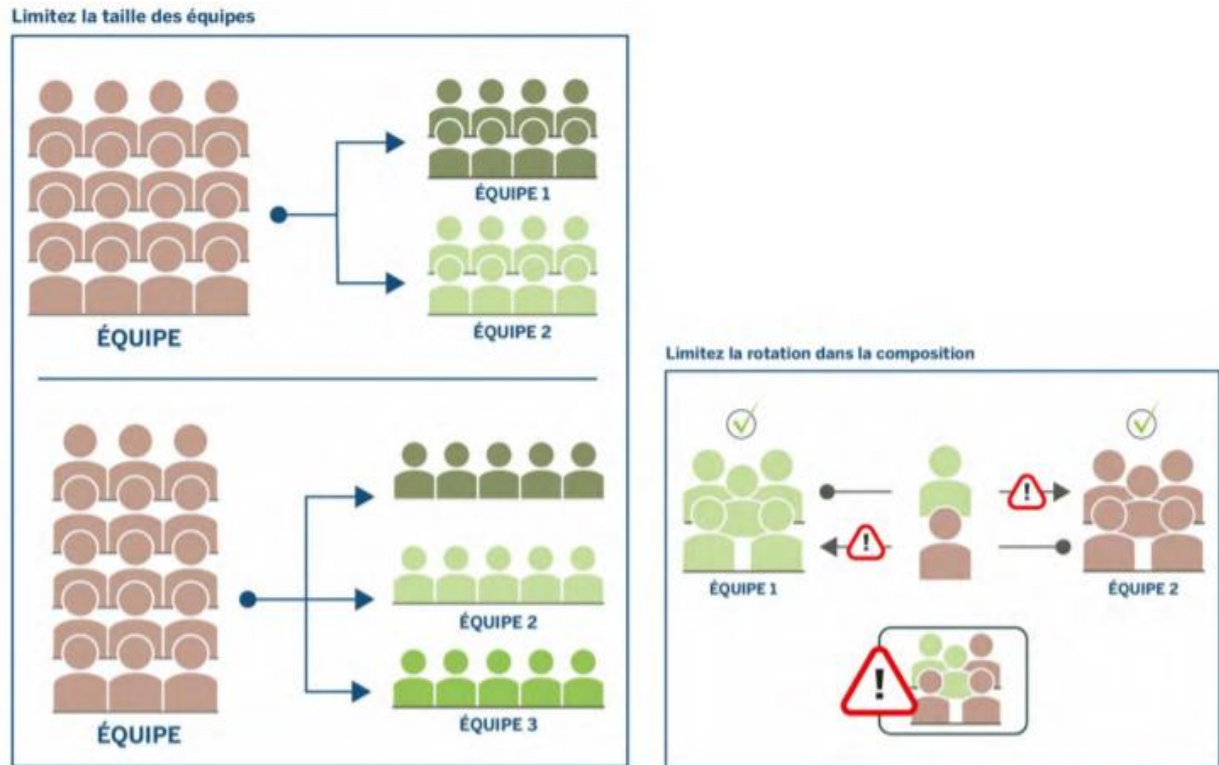 Limitez la taille des équipes
ÉQUIPE 1
ÉQUIPE 2
ÉQUIPE
ÉQUIPE 2
ÉQUIPE 3
ÉQUIPE
Limitez la rotation dans la composition
!
!
ÉQUIPE 1
ÉQUIPE 2
!